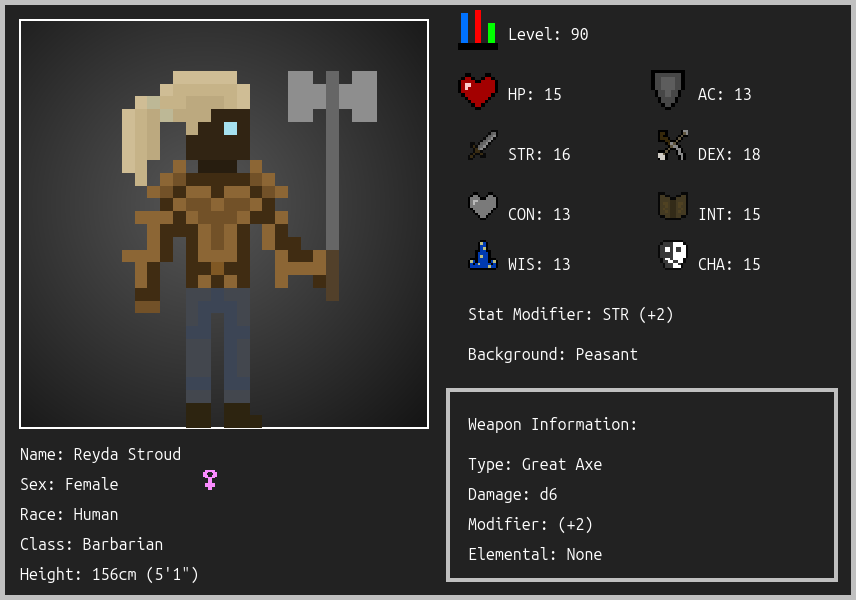 Level: 90
HP: 15
AC: 13
STR: 16
DEX: 18
CON: 13
INT: 15
WIS: 13
CHA: 15
Stat Modifier: STR (+2)
Background: Peasant
Name: Reyda Stroud
Sex: Female
Race: Human
Class: Barbarian
Height: 156cm (5'1")
Weapon Information:
Type: Great Axe
Damage: d6
Modifier: (+2)
Elemental: None